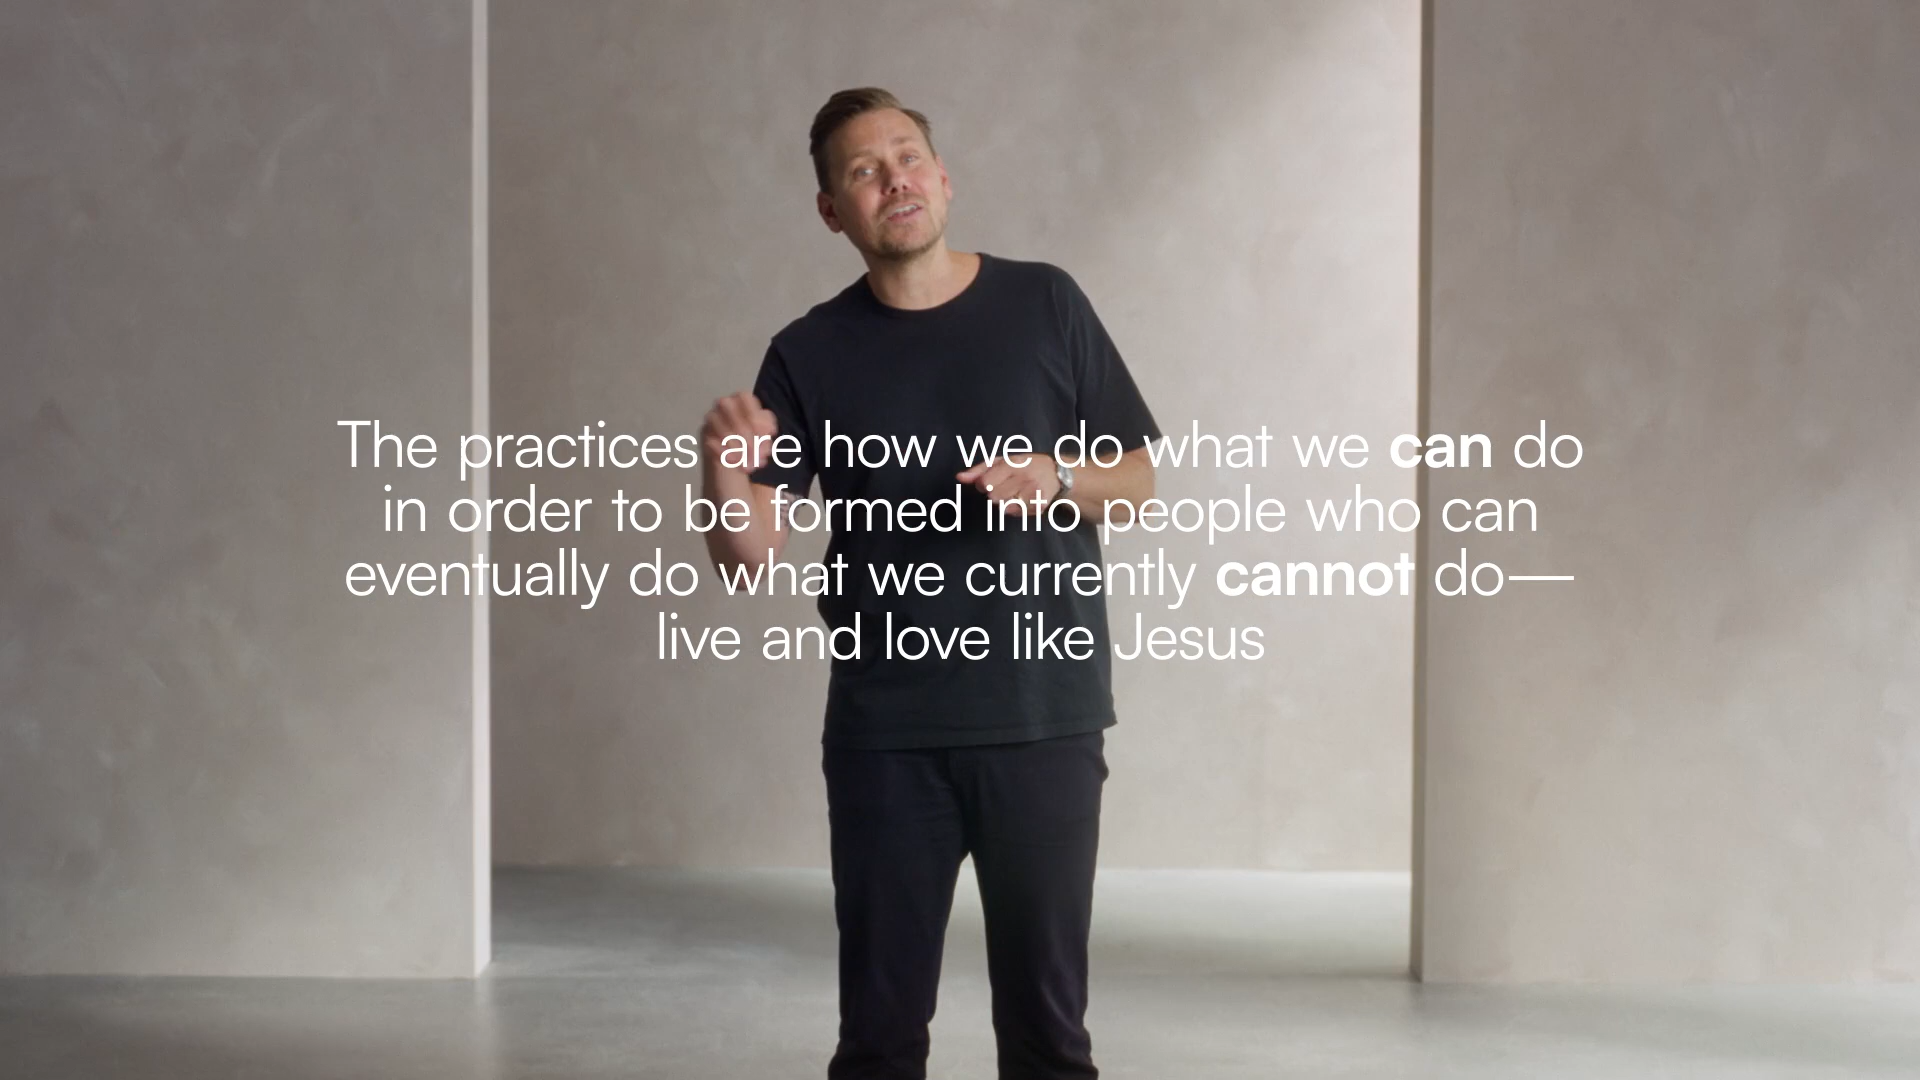 The practices are how we do what we can do
in order to be formed into people who can
eventually do what we currently cannot do—
live and love like Jesus